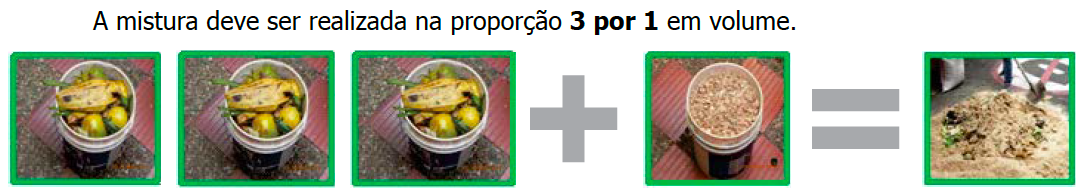 A mistura deve ser realizada na proporção 3 por 1 em volume.